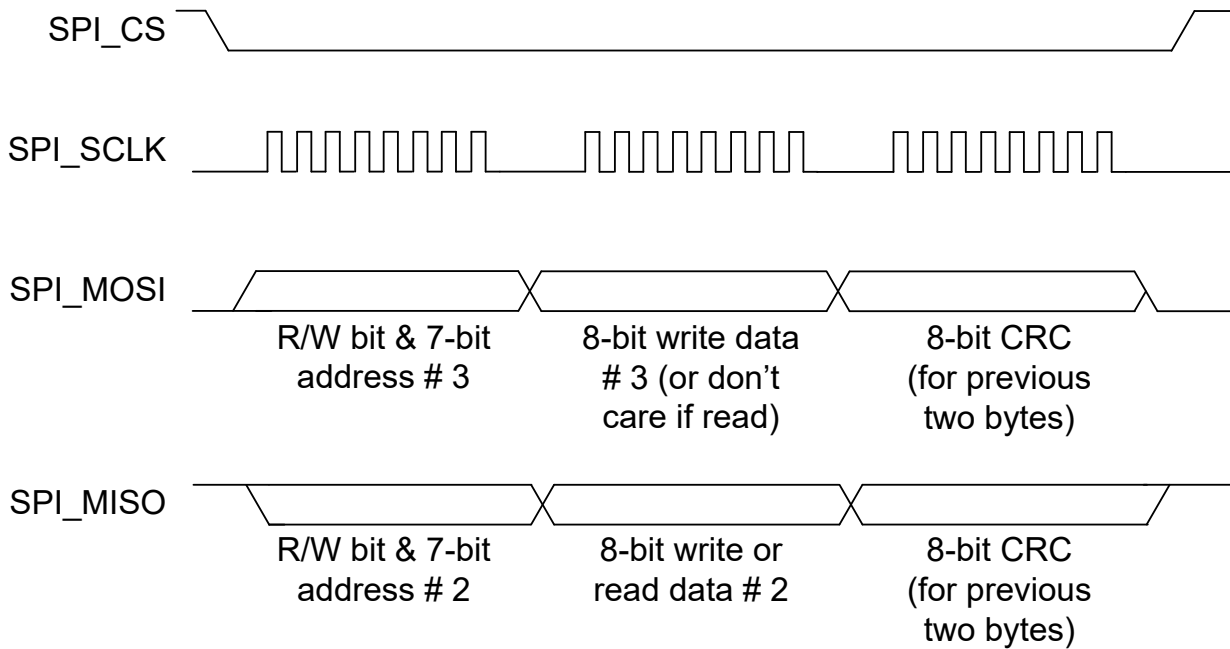 SPI_CS
SPI_SCLK
SPI_MOSI
R/W bit & 7-bit
address # 3
8-bit write data
# 3 (or don’t
care if read)
8-bit CRC
(for previous
two bytes)
SPI_MISO
R/W bit & 7-bit
address # 2
8-bit write or
read data # 2
8-bit CRC
(for previous
two bytes)